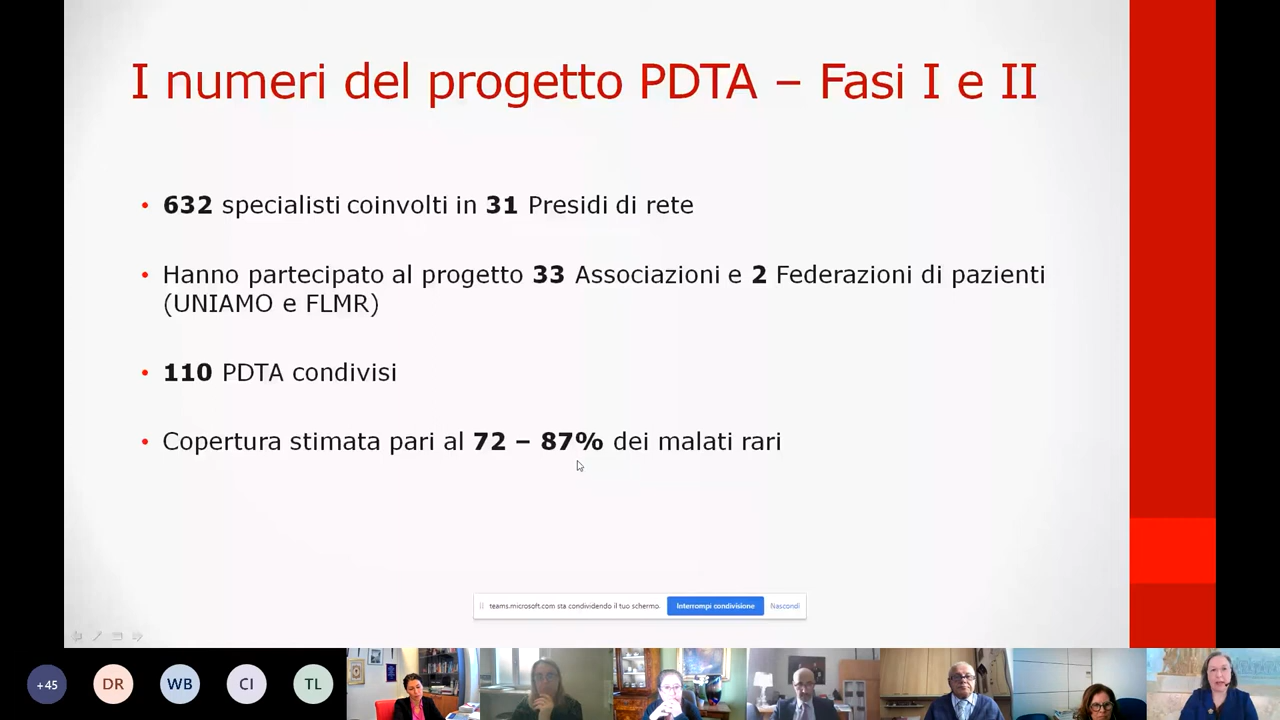 I numeri del progetto PDTA – Fasi I e II
• 632 specialisti coinvolti in 31 Presidi di rete
• Hanno partecipato al progetto 33 Associazioni e 2 Federazioni di pazienti
(UNIAMO e FLMR)
• 110 PDTA condivisi
• Copertura stimata pari al 72 – 87% dei malati rari
teams.microsoft.com sta condividendo il tuo schermo. Interrompi condivisione Nascondi
+45 DR WB CI TL